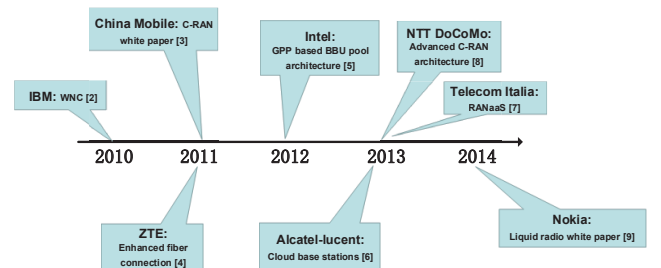 China Mobile: C-RAN
white paper [3]
Intel:
GPP based BBU pool
architecture [5]
NTT DoCoMo:
Advanced C-RAN
architecture [8]
IBM: WNC [2]
Telecom Italia:
RANaaS [7]
2010 2011 2012 2013 2014
ZTE:
Enhanced fiber
connection [4]
Alcatel-lucent:
Cloud base stations [6]
Nokia:
Liquid radio white paper [9]